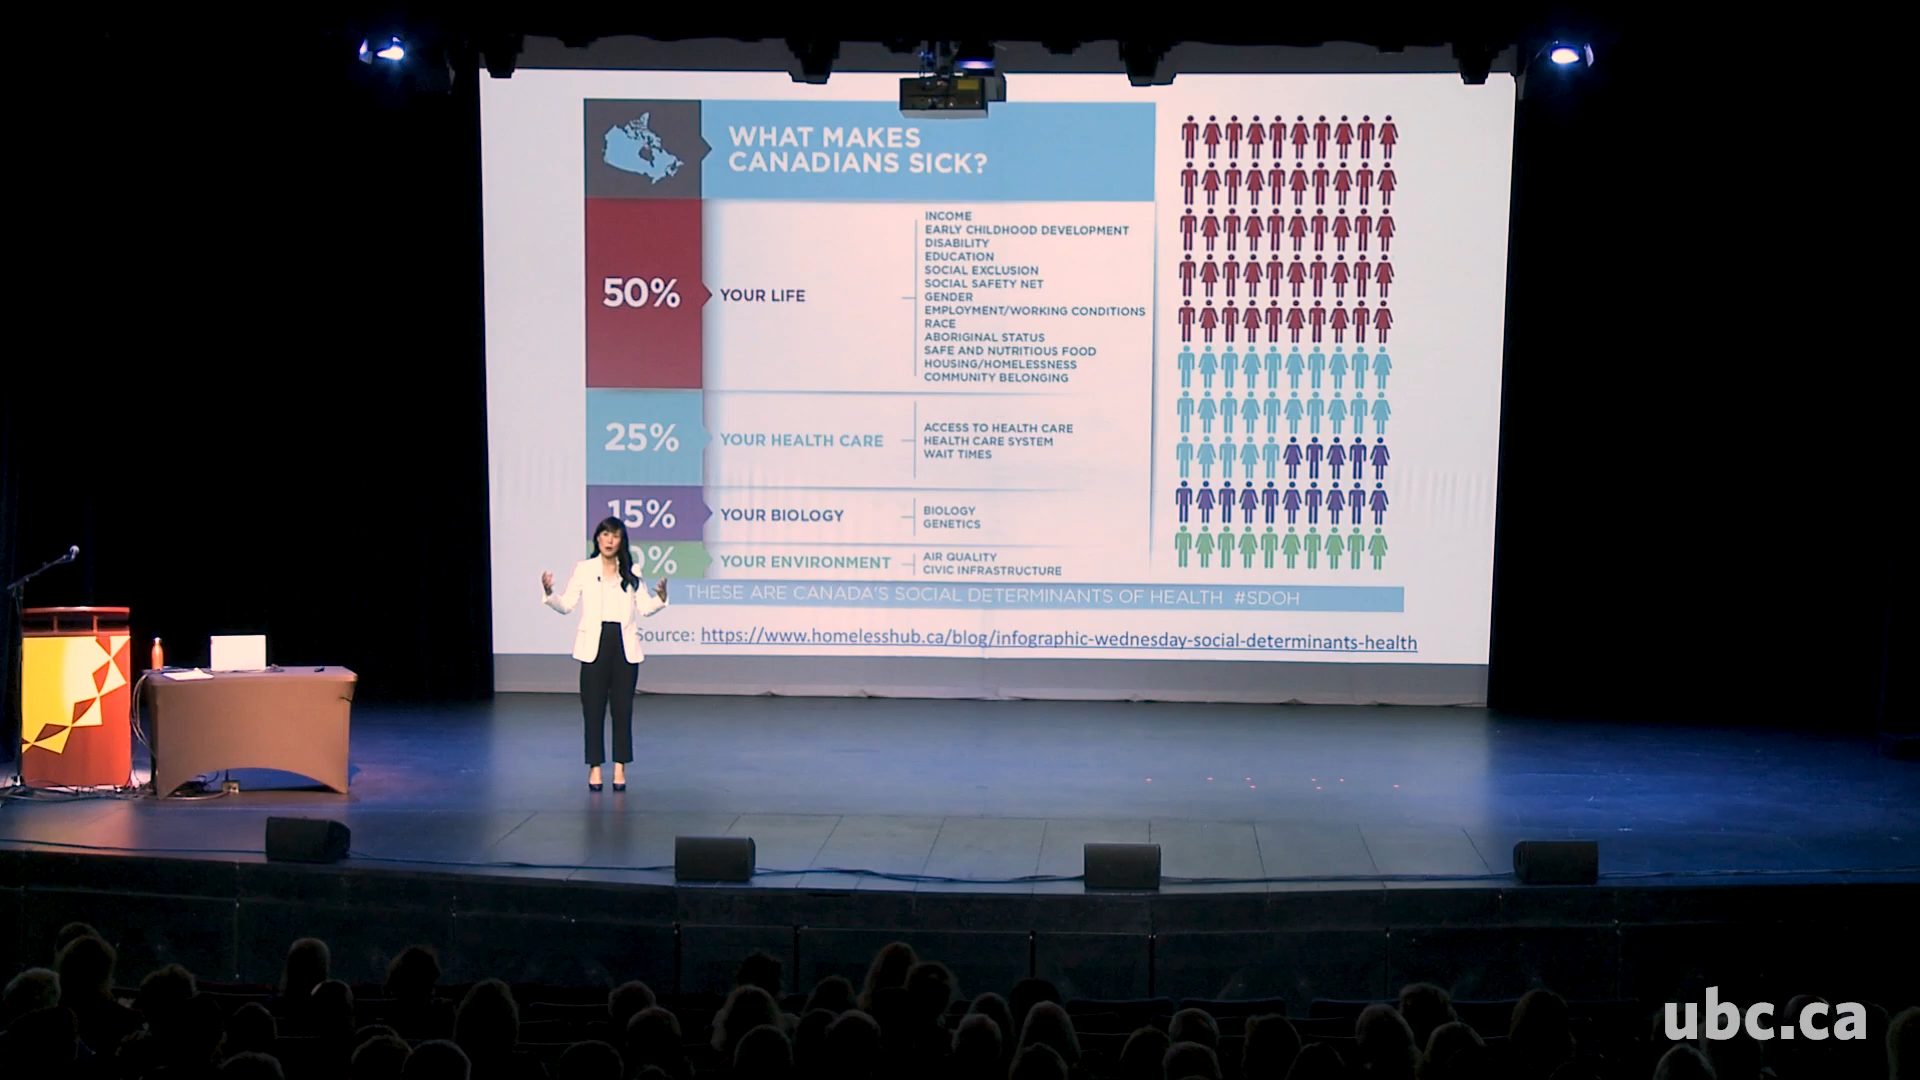 WHAT MAKES
CANADIANS SICK?
50%
YOUR LIFE
INCOME
EARLY CHILDHOOD DEVELOPMENT
DISABILITY
EDUCATION
SOCIAL EXCLUSION
SOCIAL SAFETY NET
GENDER
EMPLOYMENT/WORKING CONDITIONS
RACE
ABORIGINAL STATUS
SAFE AND NUTRITIOUS FOOD
HOUSING/HOMELESSNESS
COMMUNITY BELONGING
25%
YOUR HEALTH CARE
ACCESS TO HEALTH CARE
HEALTH CARE SYSTEM
WAIT TIMES
15%
YOUR BIOLOGY
BIOLOGY
GENETICS
0%
YOUR ENVIRONMENT
AIR QUALITY
CIVIC INFRASTRUCTURE
THESE ARE CANADA'S SOCIAL DETERMINANTS OF HEALTH #SDOH
Source: https://www.homelesshub.ca/blog/infographic-wednesday-social-determinants-health
ubc.ca